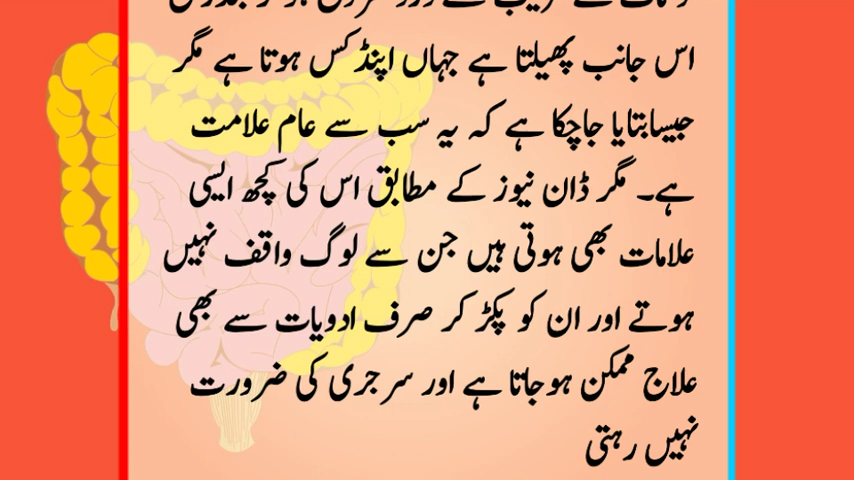 اس جانب پھیلتا ہے جہاں اپنڈکس ہوتا ہے مگر
جیسابتایا جاچکا ہے کہ یہ سب سے عام علامت
ہے۔ مگر ڈان نیوز کے مطابق اس کی کچھ ایسی
علامات بھی ہوتی ہیں جن سے لوگ واقف نہیں
ہوتے اور ان کو پکڑ کر صرف ادویات سے بھی
علاج ممکن ہوجاتا ہے اور سرجری کی ضرورت
نہیں رہتی